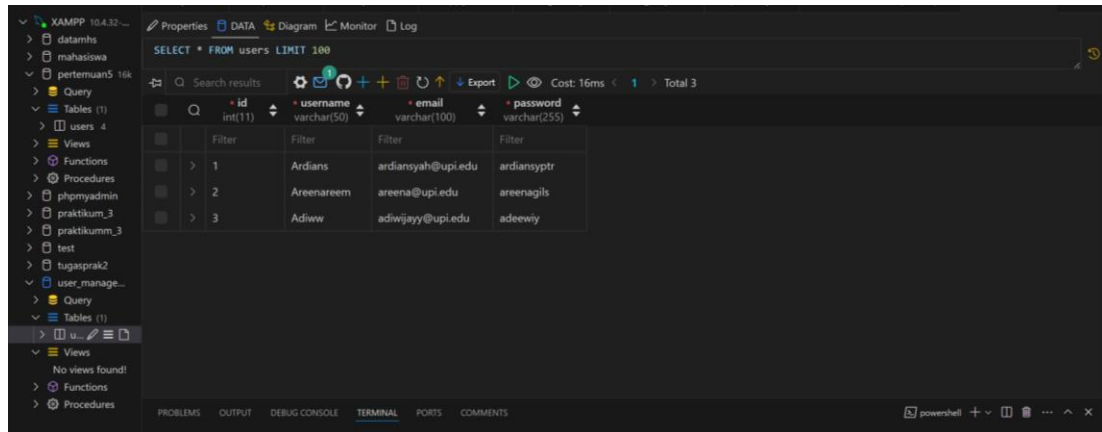 XAMPP 10.4.32-...
datamhs
mahasiswa
pertemuan5 16k
Query
Tables (1)
users 4
Views
Functions
Procedures
phpmyadmin
praktikum_3
praktikumm_3
test
tugasprak2
user_manage...
Query
Tables (1)
u...
Views
No views found!
Functions
Procedures
Properties DATA Diagram Monitor Log
SELECT * FROM users LIMIT 100
Search results 1 Export Cost: 16ms < 1 > Total 3
* id * username * email * password
int(11) varchar(50) varchar(100) varchar(255)
Filter Filter Filter Filter
1 Ardians ardiansyah@upi.edu ardiansyptr
2 Areenareem areena@upi.edu areenagils
3 Adiww adiwijayy@upi.edu adeewiy
PROBLEMS OUTPUT DEBUG CONSOLE TERMINAL PORTS COMMENTS powershell